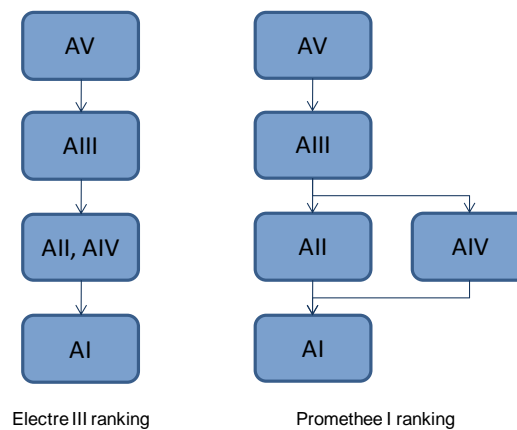 AV
AIII
AII, AIV
AI
Electre III ranking
AV
AIII
AII
AIV
AI
Promethee I ranking